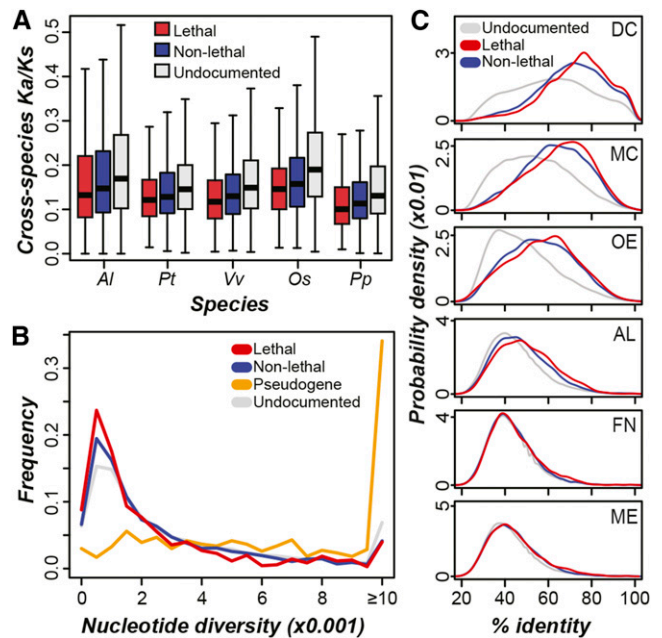 A
Cross-species Ka/Ks
0.5
0.4
0.3
0.2
0.1
0.0
Lethal
Non-lethal
Undocumented
Al
Pt
Vv
Os
Pp
Species
B
Frequency
0.3
0.2
0.1
0.0
Lethal
Non-lethal
Pseudogene
Undocumented
0
2
4
6
8
≥10
Nucleotide diversity (x0.001)
C
Probability density (x0.01)
Undocumented
Lethal
Non-lethal
DC
3
0
MC
2.5
0
OE
2.5
0
AL
4
0
FN
4
0
ME
5
0
20
40
60
80
100
% identity